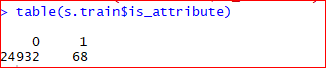 > table(s.train$is_attribute)
0 1
24932 68